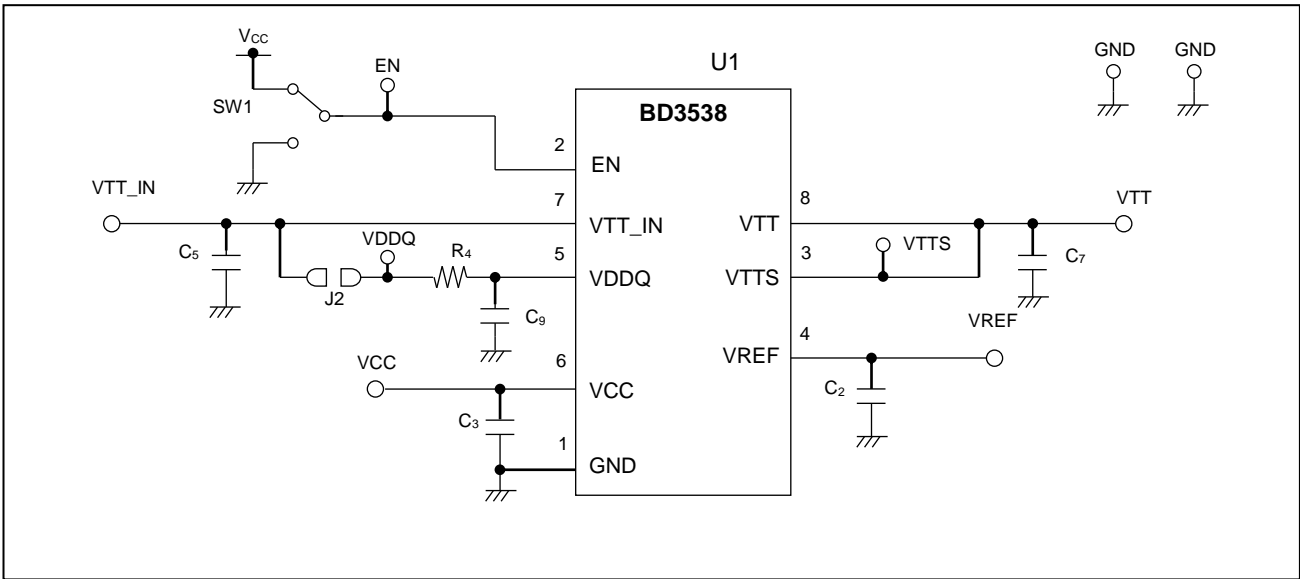 VCC
EN
U1
GND GND
SW1
BD3538
2
EN
VTT_IN
7
8
VTT
VTT_IN
VTT
C5
VDDQ
R4
5
VTTS
3
C7
VDDQ
VTTS
J2
C9
VREF
VCC
6
4
VREF
VCC
C2
C3
1
GND